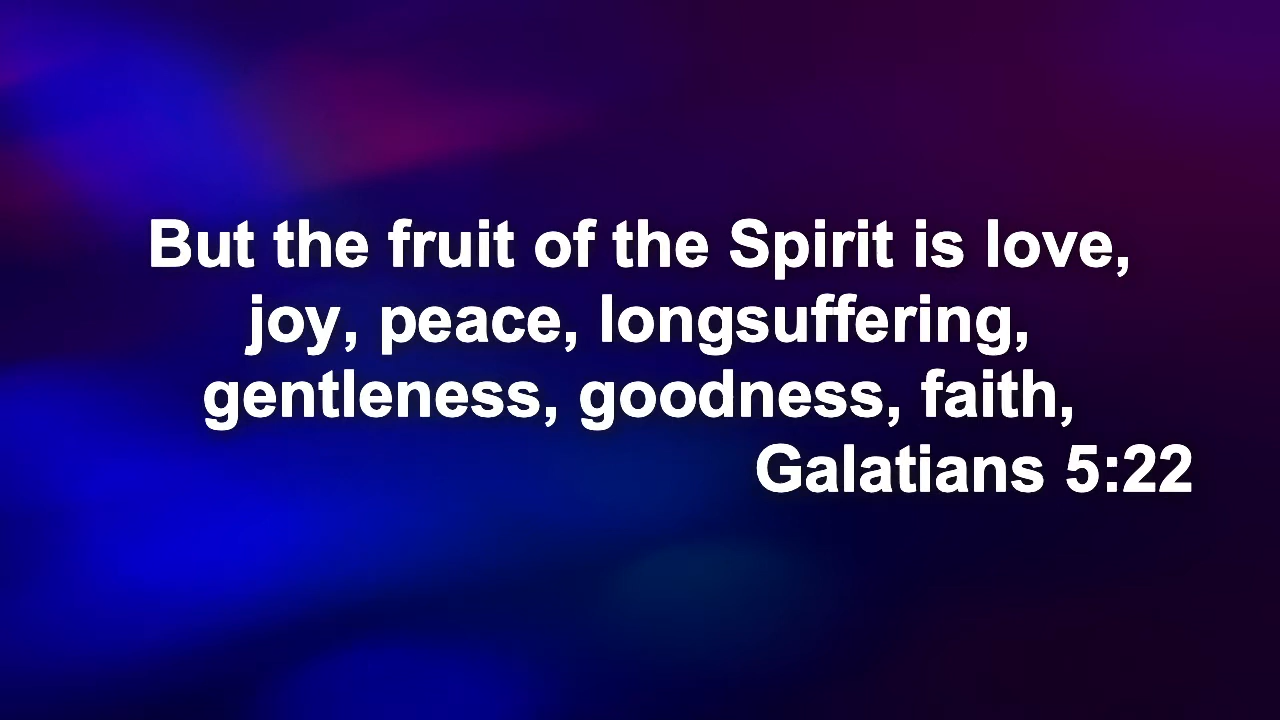 But the fruit of the Spirit is love,
joy, peace, longsuffering,
gentleness, goodness, faith,
Galatians 5:22